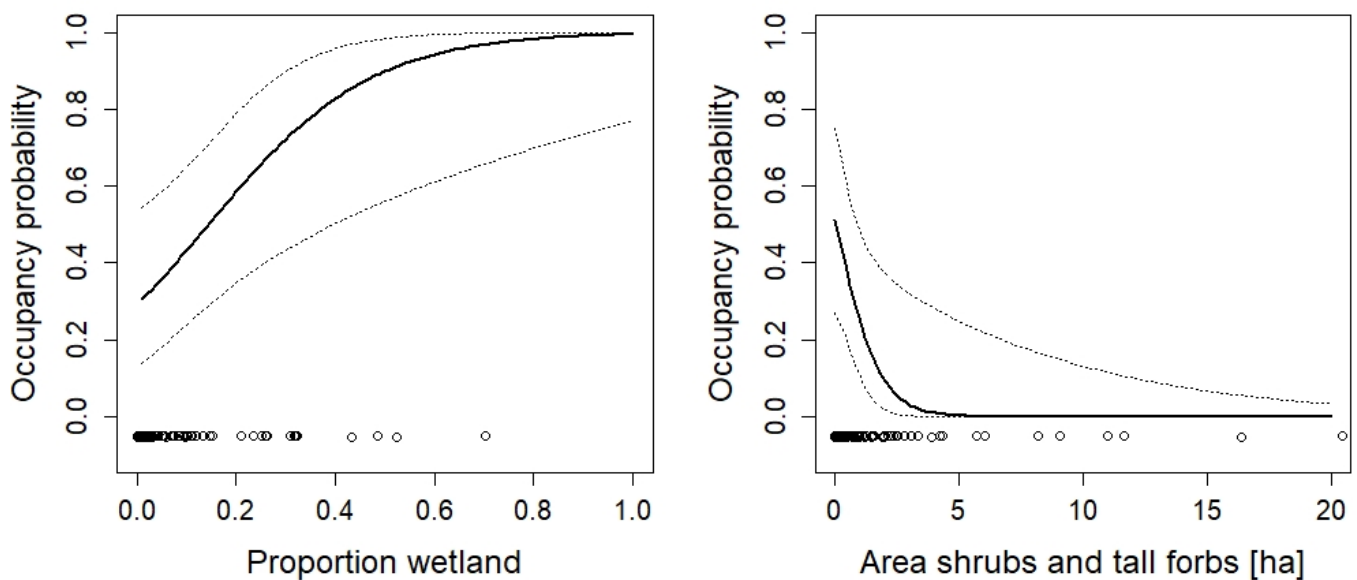 Occupancy probability
1.0
0.8
0.6
0.4
0.2
0.0
0.0 0.2 0.4 0.6 0.8 1.0
Proportion wetland
Occupancy probability
1.0
0.8
0.6
0.4
0.2
0.0
0 5 10 15 20
Area shrubs and tall forbs [ha]